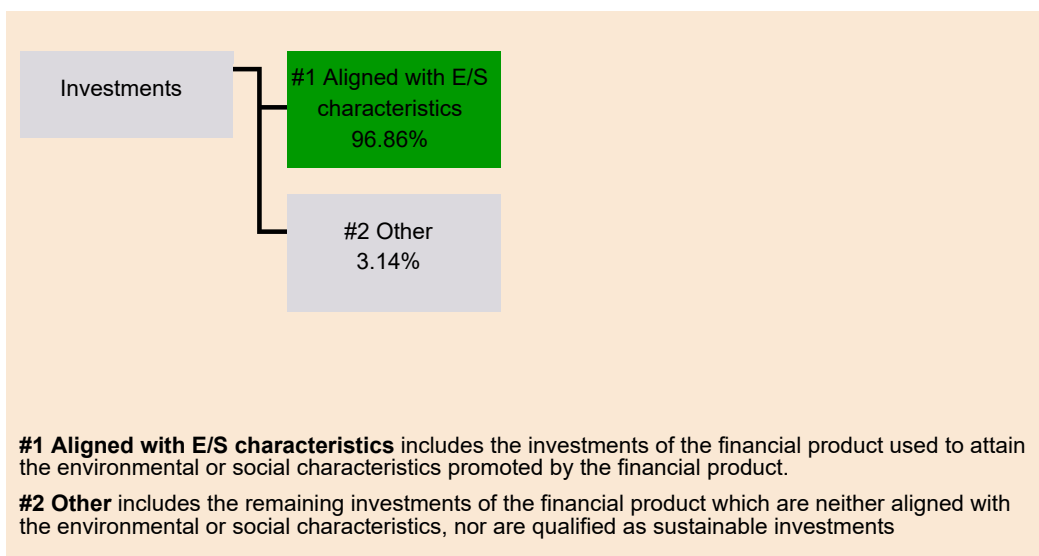 Investments
#1 Aligned with E/S
characteristics
96.86%
#2 Other
3.14%
#1 Aligned with E/S characteristics includes the investments of the financial product used to attain
the environmental or social characteristics promoted by the financial product.
#2 Other includes the remaining investments of the financial product which are neither aligned with
the environmental or social characteristics, nor are qualified as sustainable investments